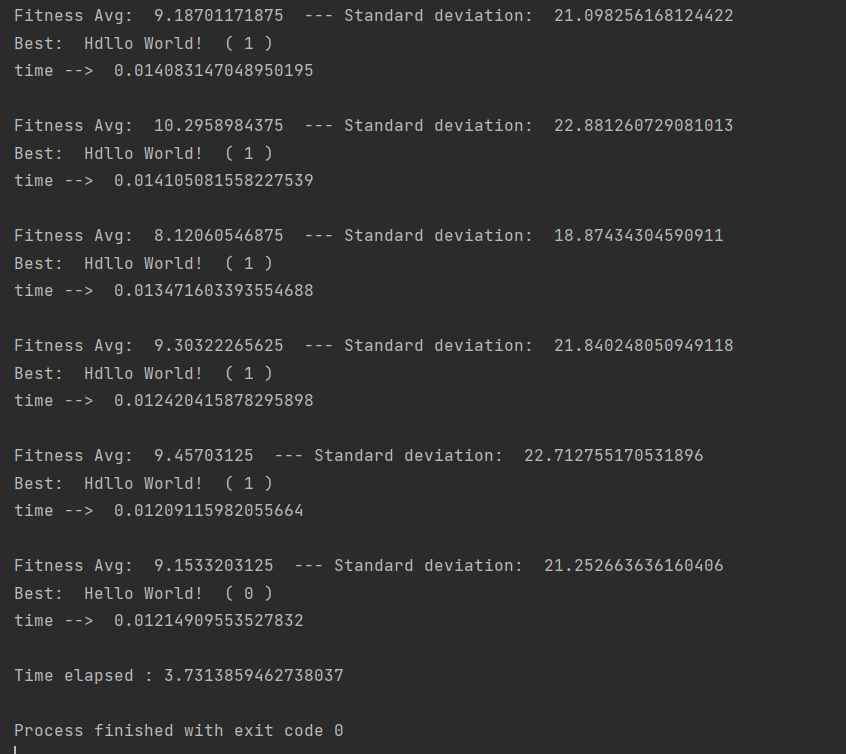 Fitness Avg:  9.18701171875  --- Standard deviation:  21.098256168124422
Best:  Hdllo World!  ( 1 )
time -->  0.014083147048950195
Fitness Avg:  10.2958984375  --- Standard deviation:  22.881260729081013
Best:  Hdllo World!  ( 1 )
time -->  0.014105081558227539
Fitness Avg:  8.12060546875  --- Standard deviation:  18.87434304590911
Best:  Hdllo World!  ( 1 )
time -->  0.013471603393554688
Fitness Avg:  9.30322265625  --- Standard deviation:  21.840248050949118
Best:  Hdllo World!  ( 1 )
time -->  0.012420415878295898
Fitness Avg:  9.45703125  --- Standard deviation:  22.712755170531896
Best:  Hdllo World!  ( 1 )
time -->  0.01209115982055664
Fitness Avg:  9.1533203125  --- Standard deviation:  21.252663636160406
Best:  Hello World!  ( 0 )
time -->  0.01214909553527832
Time elapsed : 3.7313859462738037
Process finished with exit code 0